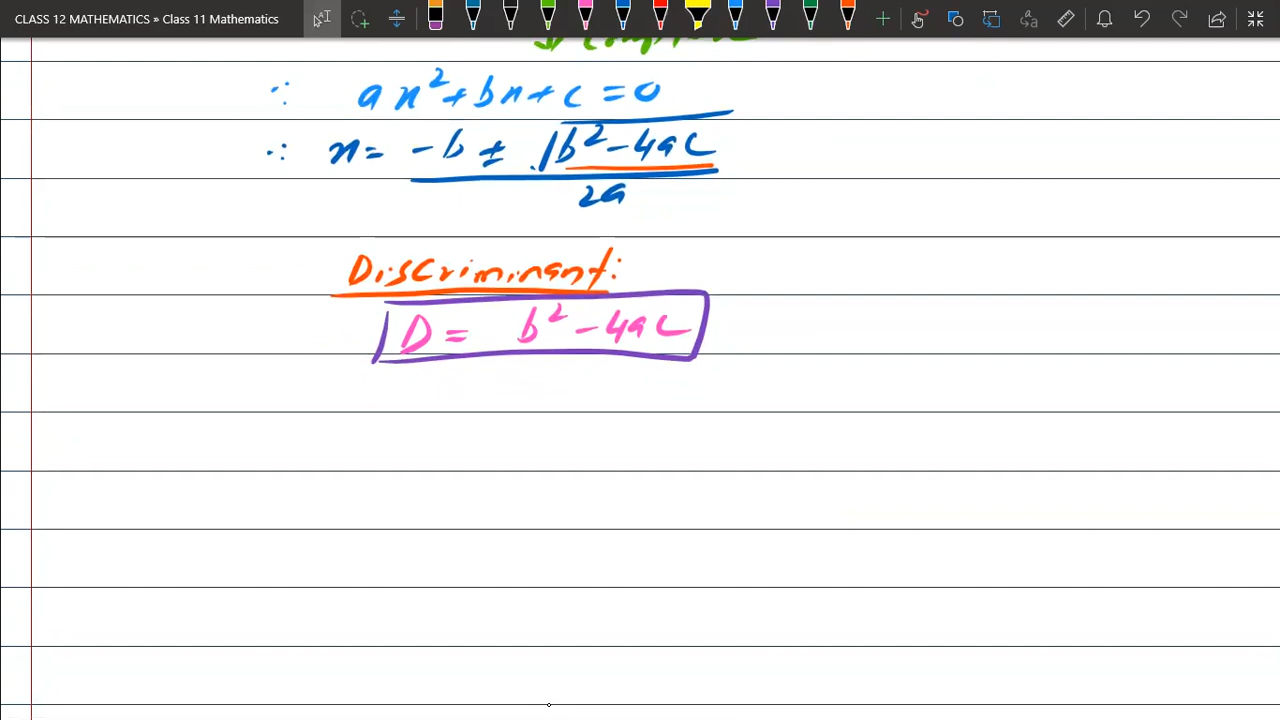 CLASS 12 MATHEMATICS » Class 11 Mathematics
∴ ax²+bx+c=0
∴ x= -b ± √b²-4ac
2a
Discriminant:
D = b²-4ac